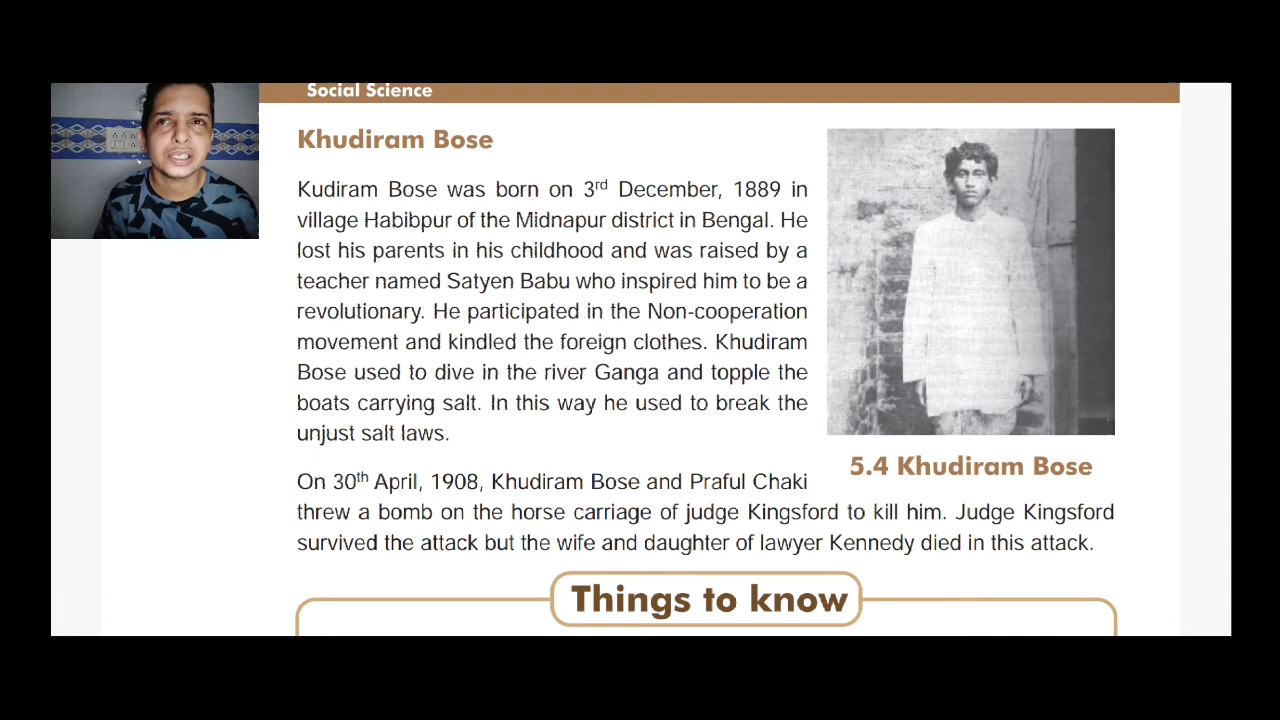 Social Science
Khudiram Bose
Kudiram Bose was born on 3rd December, 1889 in
village Habibpur of the Midnapur district in Bengal. He
lost his parents in his childhood and was raised by a
teacher named Satyen Babu who inspired him to be a
revolutionary. He participated in the Non-cooperation
movement and kindled the foreign clothes. Khudiram
Bose used to dive in the river Ganga and topple the
boats carrying salt. In this way he used to break the
unjust salt laws.
5.4 Khudiram Bose
On 30th April, 1908, Khudiram Bose and Praful Chaki
threw a bomb on the horse carriage of judge Kingsford to kill him. Judge Kingsford
survived the attack but the wife and daughter of lawyer Kennedy died in this attack.
Things to know